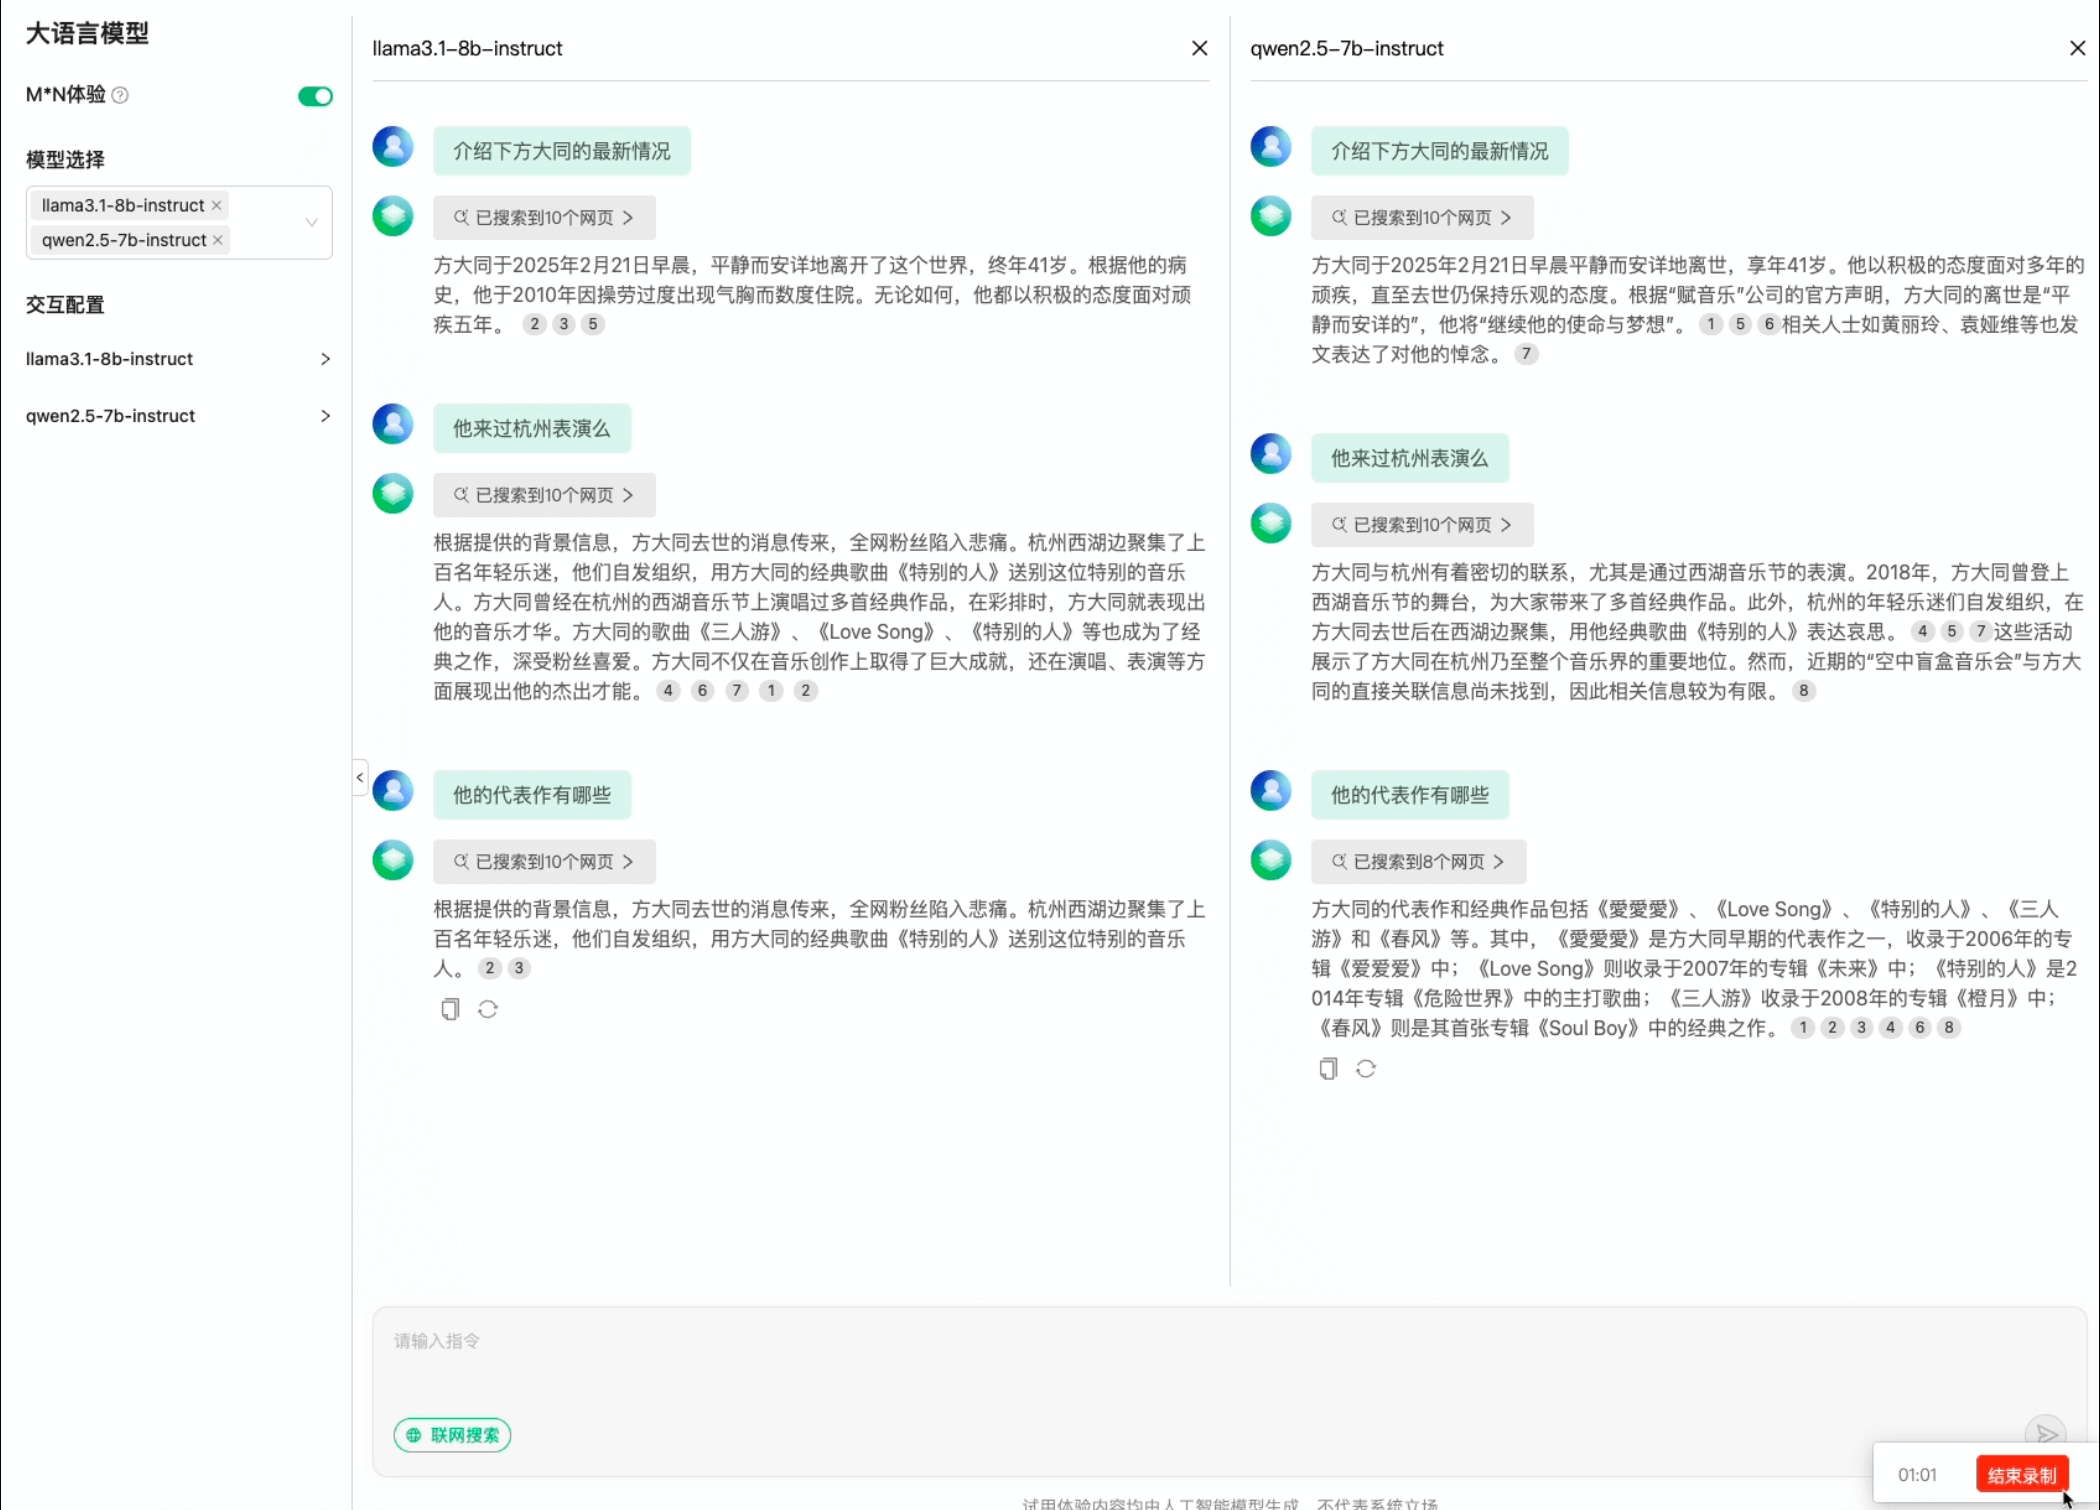 大语言模型
M*N体验
模型选择
llama3.1-8b-instruct
qwen2.5-7b-instruct
交互配置
llama3.1-8b-instruct
qwen2.5-7b-instruct
llama3.1-8b-instruct
介绍下方大同的最新情况
已搜索到10个网页
方大同于2025年2月21日早晨，平静而安详地离开了这个世界，终年41岁。根据他的病
史，他于2010年因操劳过度出现气胸而数度住院。无论如何，他都以积极的态度面对顽
疾五年。 2 3 5
他来过杭州表演么
已搜索到10个网页
根据提供的背景信息，方大同去世的消息传来，全网粉丝陷入悲痛。杭州西湖边聚集了上
百名年轻乐迷，他们自发组织，用方大同的经典歌曲《特别的人》送别这位特别的音乐
人。方大同曾经在杭州的西湖音乐节上演唱过多首经典作品，在彩排时，方大同就表现出
他的音乐才华。方大同的歌曲《三人游》、《Love Song》、《特别的人》等也成为了经
典之作，深受粉丝喜爱。方大同不仅在音乐创作上取得了巨大成就，还在演唱、表演等方
面展现出他的杰出才能。 4 6 7 1 2
他的代表作有哪些
已搜索到10个网页
根据提供的背景信息，方大同去世的消息传来，全网粉丝陷入悲痛。杭州西湖边聚集了上
百名年轻乐迷，他们自发组织，用方大同的经典歌曲《特别的人》送别这位特别的音乐
人。 2 3
qwen2.5-7b-instruct
介绍下方大同的最新情况
已搜索到10个网页
方大同于2025年2月21日早晨平静而安详地离世，享年41岁。他以积极的态度面对多年的
顽疾，直至去世仍保持乐观的态度。根据“赋音乐”公司的官方声明，方大同的离世是“平
静而安详的”，他将“继续他的使命与梦想”。 1 5 6 相关人士如黄丽玲、袁娅维等也发
文表达了对他的悼念。 7
他来过杭州表演么
已搜索到10个网页
方大同与杭州有着密切的联系，尤其是通过西湖音乐节的表演。2018年，方大同曾登上
西湖音乐节的舞台，为大家带来了多首经典作品。此外，杭州的年轻乐迷们自发组织，在
方大同去世后在西湖边聚集，用他经典歌曲《特别的人》表达哀思。 4 5 7 这些活动
展示了方大同在杭州乃至整个音乐界的重要地位。然而，近期的“空中盲盒音乐会”与方大
同的直接关联信息尚未找到，因此相关信息较为有限。 8
他的代表作有哪些
已搜索到8个网页
方大同的代表作和经典作品包括《愛愛愛》、《Love Song》、《特别的人》、《三人
游》和《春风》等。其中，《愛愛愛》是方大同早期的代表作之一，收录于2006年的专
辑《爱爱爱》中；《Love Song》则收录于2007年的专辑《未来》中；《特别的人》是2
014年专辑《危险世界》中的主打歌曲；《三人游》收录于2008年的专辑《橙月》中；
《春风》则是其首张专辑《Soul Boy》中的经典之作。 1 2 3 4 6 8
请输入指令
联网搜索
01:01
结束录制
试用体验内容均由人工智能模型生成，不代表系统立场